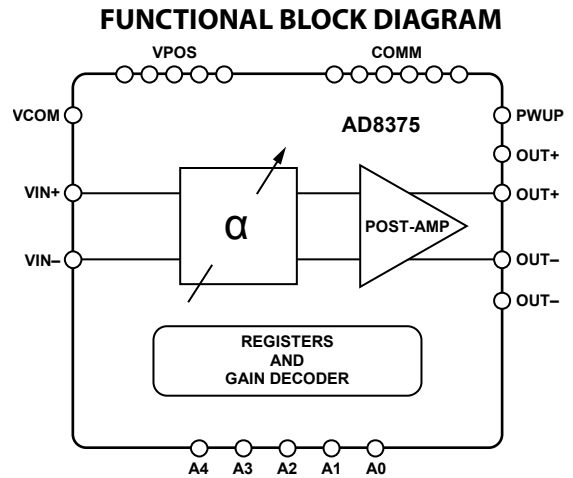 FUNCTIONAL BLOCK DIAGRAM
VPOS
COMM
VCOM
PWUP
AD8375
OUT+
VIN+
OUT+
α
POST-AMP
VIN–
OUT–
OUT–
REGISTERS
AND
GAIN DECODER
A4
A3
A2
A1
A0